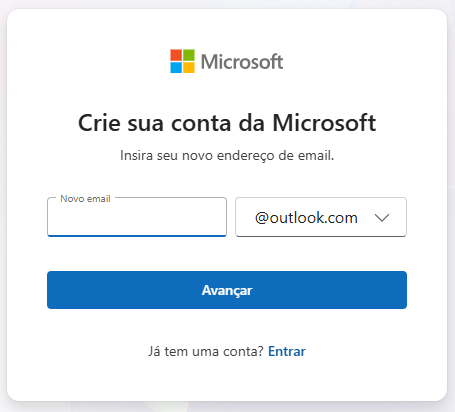 Microsoft
Crie sua conta da Microsoft
Insira seu novo endereço de email.
Novo email
@outlook.com
Avançar
Já tem uma conta? Entrar